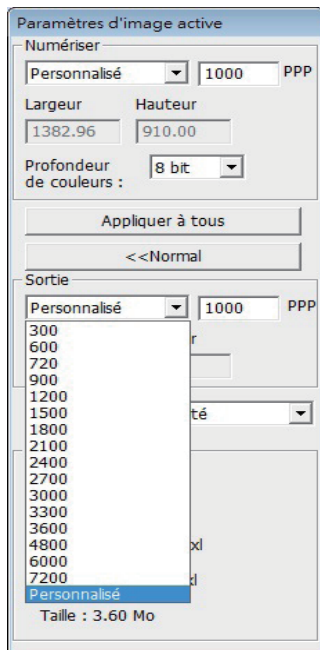 Paramètres d'image active
Numériser
Personnalisé 1000 PPP
Largeur Hauteur
1382.96 910.00
Profondeur
de couleurs : 8 bit
Appliquer à tous
<<Normal
Sortie
Personnalisé 1000 PPP
300
600
720
900
1200
1500
1800
2100
2400
2700
3000
3300
3600
4800
6000
7200
Personnalisé
Taille : 3.60 Mo